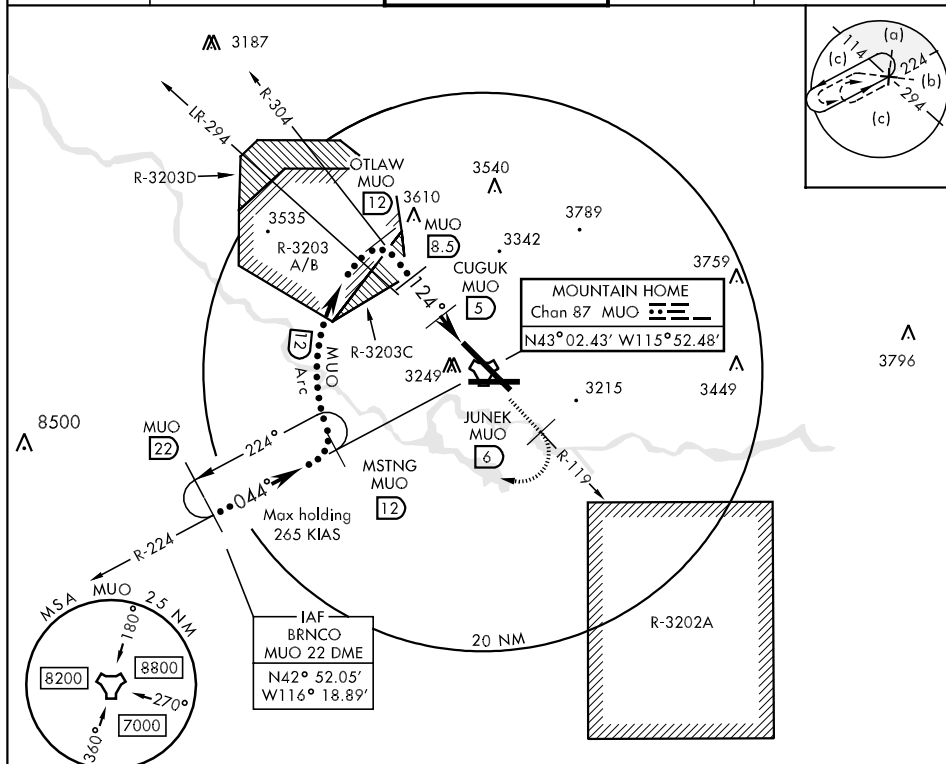 3187
(a)
114
(c)
224
(b)
294
(c)
R-304
LR-294
R-3203D
OTLAW
MUO
12
3540
3610
MUO
8.5
3789
3535
R-3203
A/B
3342
CUGUK
MUO
5
3759
124°
MOUNTAIN HOME
Chan 87 MUO
N43° 02.43' W115° 52.48'
12
MUO
Arc
R-3203C
3249
3796
3449
3215
8500
MUO
22
224°
JUNEK
MUO
6
R-119
MSTNG
MUO
12
044°
Max holding
265 KIAS
R-224
R-3202A
MSA MUO 25 NM
180°
8200
8800
270°
7000
360°
IAF
BRNCO
MUO 22 DME
N42° 52.05'
W116° 18.89'
20 NM